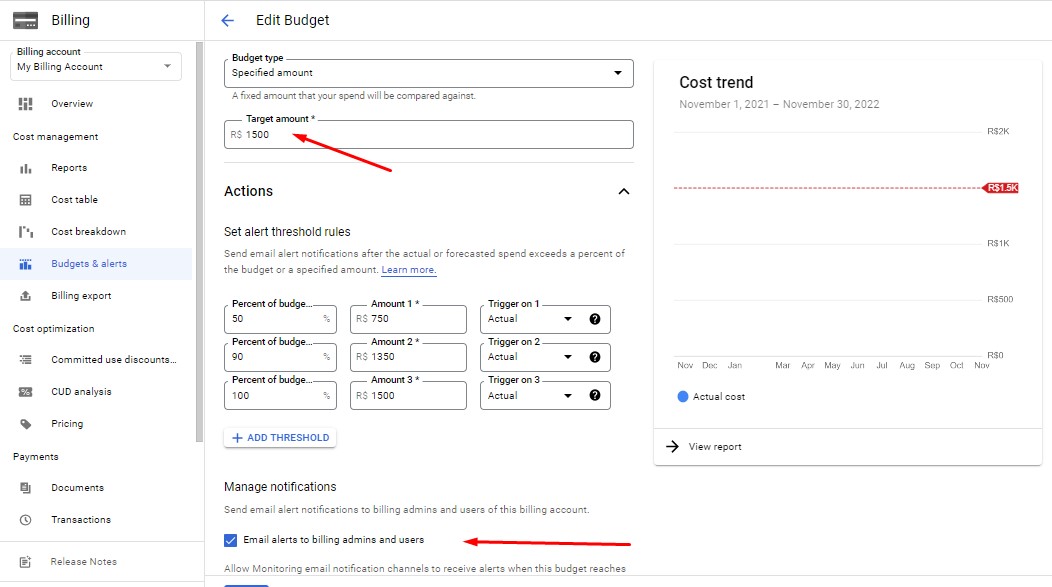 Billing
Edit Budget
Billing account
My Billing Account
Overview
Cost management
Reports
Cost table
Cost breakdown
Budgets & alerts
Billing export
Cost optimization
Committed use discounts...
CUD analysis
Pricing
Payments
Documents
Transactions
Release Notes
Budget type
Specified amount
A fixed amount that your spend will be compared against.
Target amount *
R$ 1500
Actions
Set alert threshold rules
Send email alert notifications after the actual or forecasted spend exceeds a percent of
the budget or a specified amount. Learn more.
Percent of budge... Amount 1 * Trigger on 1
50 % R$ 750 Actual
Percent of budge... Amount 2 * Trigger on 2
90 % R$ 1350 Actual
Percent of budge... Amount 3 * Trigger on 3
100 % R$ 1500 Actual
ADD THRESHOLD
Manage notifications
Send email alert notifications to billing admins and users of this billing account.
Email alerts to billing admins and users
Allow Monitoring email notification channels to receive alerts when this budget reaches
Cost trend
November 1, 2021 – November 30, 2022
R$2K
R$1.5K
R$1K
R$500
R$0
Nov Dec Jan Mar Apr May Jun Jul Aug Sep Oct Nov
Actual cost
View report